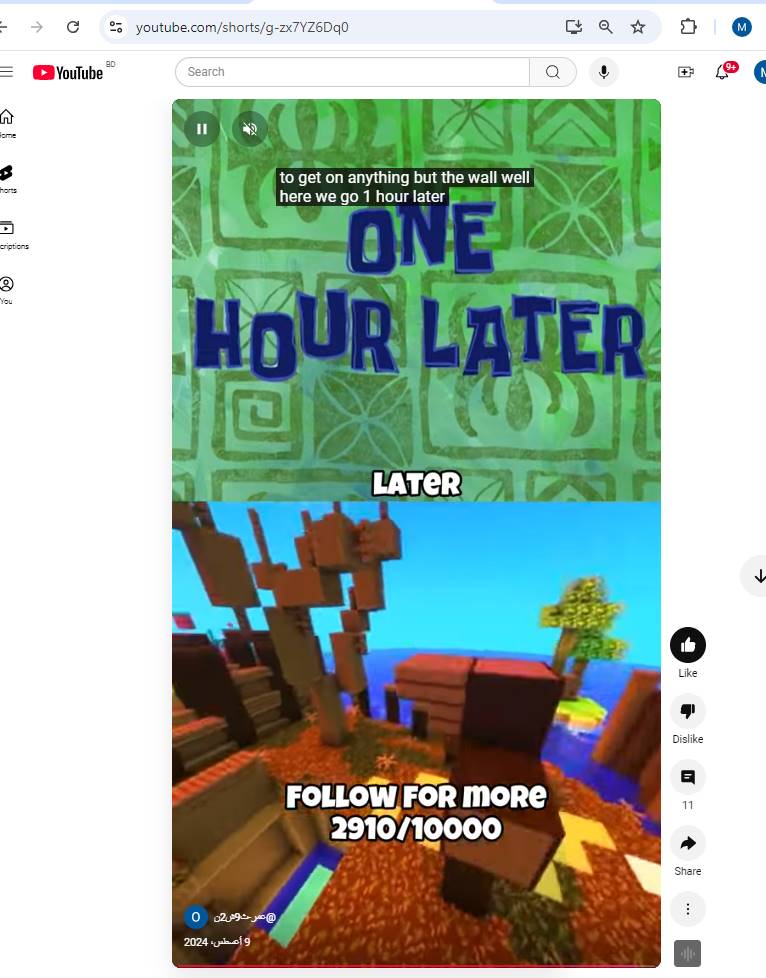 youtube.com/shorts/g-zx7YZ6Dq0
M
YouTube BD
Search
9+
ome
horts
criptions
You
to get on anything but the wall well
here we go 1 hour later
ONE
HOUR LATER
LATER
FOLLOW FOR MORE
2910/10000
Like
Dislike
11
Share
O
9 أغسطس، 2024